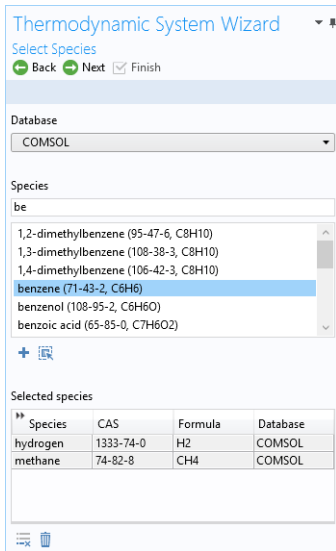 Thermodynamic System Wizard
Select Species
Back Next Finish
Database
COMSOL
Species
be
1,2-dimethylbenzene (95-47-6, C8H10)
1,3-dimethylbenzene (108-38-3, C8H10)
1,4-dimethylbenzene (106-42-3, C8H10)
benzene (71-43-2, C6H6)
benzenol (108-95-2, C6H6O)
benzoic acid (65-85-0, C7H6O2)
Selected species
Species CAS Formula Database
hydrogen 1333-74-0 H2 COMSOL
methane 74-82-8 CH4 COMSOL